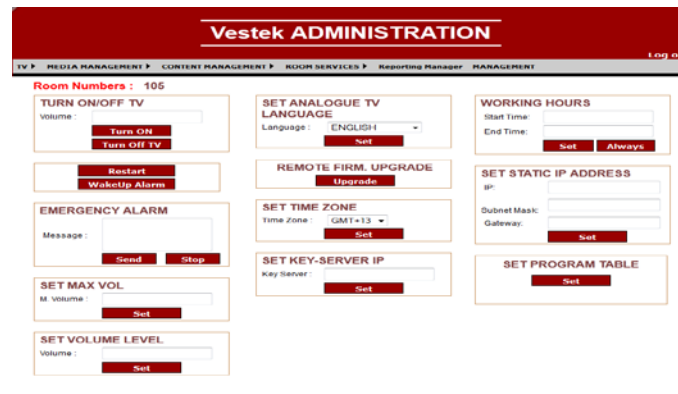 Vestek ADMINISTRATION
Log o
TV MEDIA MANAGEMENT CONTENT MANAGEMENT ROOM SERVICES Reporting Manager MANAGEMENT
Room Numbers : 105
TURN ON/OFF TV
Volume :
Turn ON
Turn Off TV
Restart
WakeUp Alarm
EMERGENCY ALARM
Message :
Send Stop
SET MAX VOL
M. Volume :
Set
SET VOLUME LEVEL
Volume :
Set
SET ANALOGUE TV
LANGUAGE
Language : ENGLISH
Set
REMOTE FIRM. UPGRADE
Upgrade
SET TIME ZONE
Time Zone : GMT+13
Set
SET KEY-SERVER IP
Key Server :
Set
WORKING HOURS
Start Time:
End Time:
Set Always
SET STATIC IP ADDRESS
IP:
Subnet Mask:
Gateway:
Set
SET PROGRAM TABLE
Set